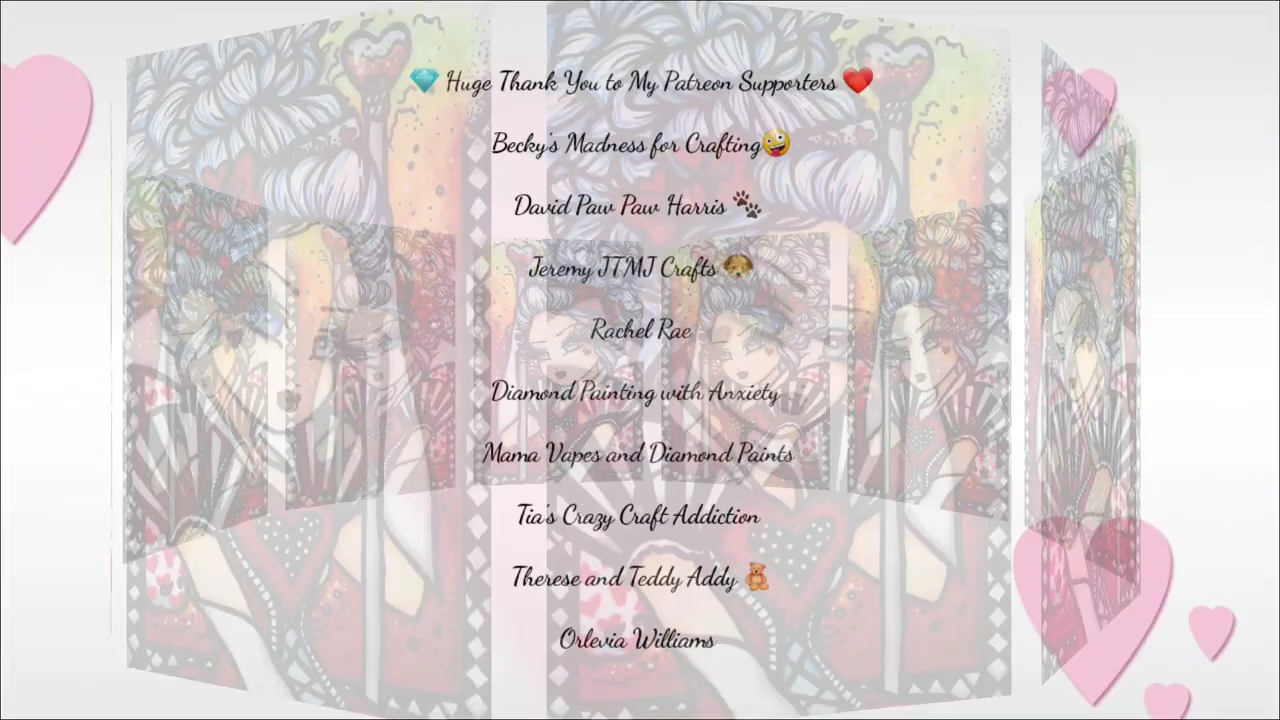 💎 Huge Thank You to My Patreon Supporters ❤️
Becky's Madness for Crafting🤪
David Paw Paw Harris 🐾
Jeremy JTMJ Crafts 🐶
Rachel Rae
Diamond Painting with Anxiety
Mama Vapes and Diamond Paints
Tia's Crazy Craft Addiction
Therese and Teddy Addy 🧸
Orlevia Williams